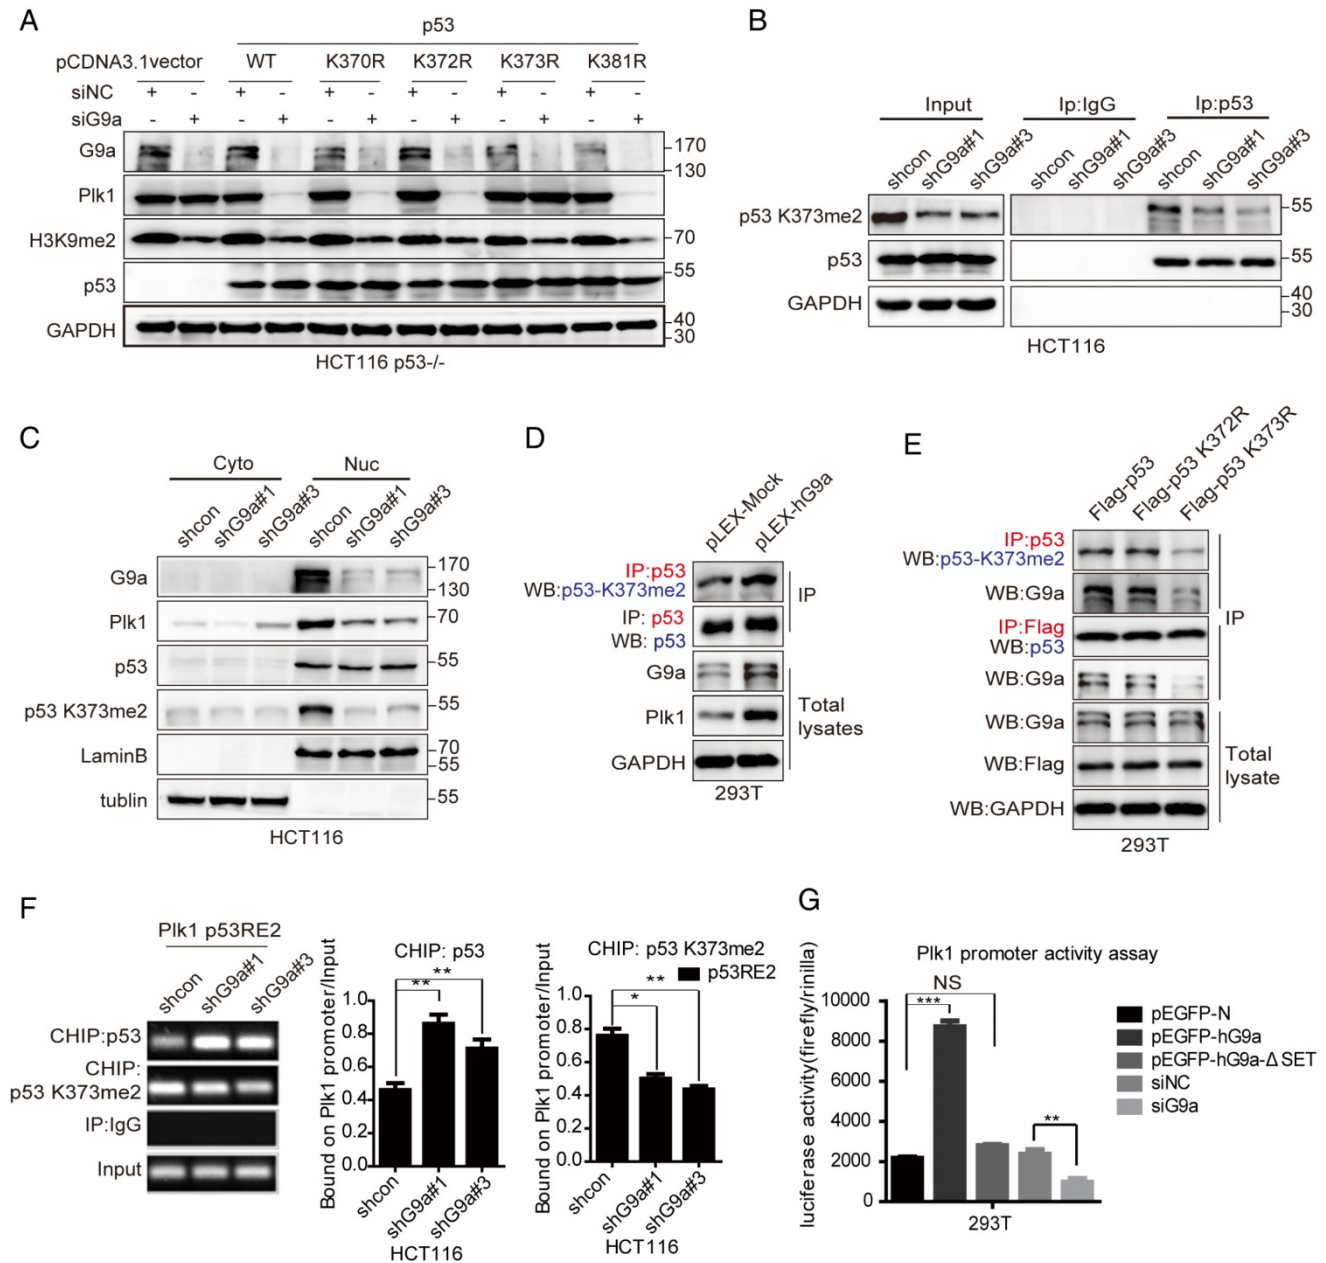 A
p53
pCDNA3.1vector WT K370R K372R K373R K381R
siNC + - + - + - + - + - + -
siG9a - + - + - + - + - + - +
G9a 170
130
Plk1
H3K9me2 70
p53 55
GAPDH 40
30
HCT116 p53-/-
B
Input Ip:IgG Ip:p53
shcon shG9a#1 shG9a#3 shcon shG9a#1 shG9a#3 shcon shG9a#1 shG9a#3
p53 K373me2 55
p53 55
GAPDH 40
30
HCT116
C
Cyto Nuc
shcon shG9a#1 shG9a#3 shcon shG9a#1 shG9a#3
G9a 170
130
Plk1 70
p53 55
p53 K373me2 55
LaminB 70
55
tublin 55
HCT116
D
pLEX-Mock pLEX-hG9a
IP:p53
WB:p53-K373me2
IP
IP: p53
WB: p53
G9a
Plk1
Total
lysates
GAPDH
293T
E
Flag-p53 Flag-p53 K372R Flag-p53 K373R
IP:p53
WB:p53-K373me2
WB:G9a
IP
IP:Flag
WB:p53
WB:G9a
WB:G9a
WB:Flag
Total
lysate
WB:GAPDH
293T
F
Plk1 p53RE2
shcon shG9a#1 shG9a#3
CHIP:p53
CHIP:
p53 K373me2
IP:IgG
Input
CHIP: p53
**
**
Bound on Plk1 promoter/Input
1.0
0.8
0.6
0.4
0.2
0.0
shcon shG9a#1 shG9a#3
HCT116
CHIP: p53 K373me2
p53RE2
**
*
Bound on Plk1 promoter/Input
1.0
0.8
0.6
0.4
0.2
0.0
shcon shG9a#1 shG9a#3
HCT116
G
Plk1 promoter activity assay
luciferase activity(firefly/rinilla)
10000
8000
6000
4000
2000
0
NS
***
**
293T
pEGFP-N
pEGFP-hG9a
pEGFP-hG9a-Δ SET
siNC
siG9a